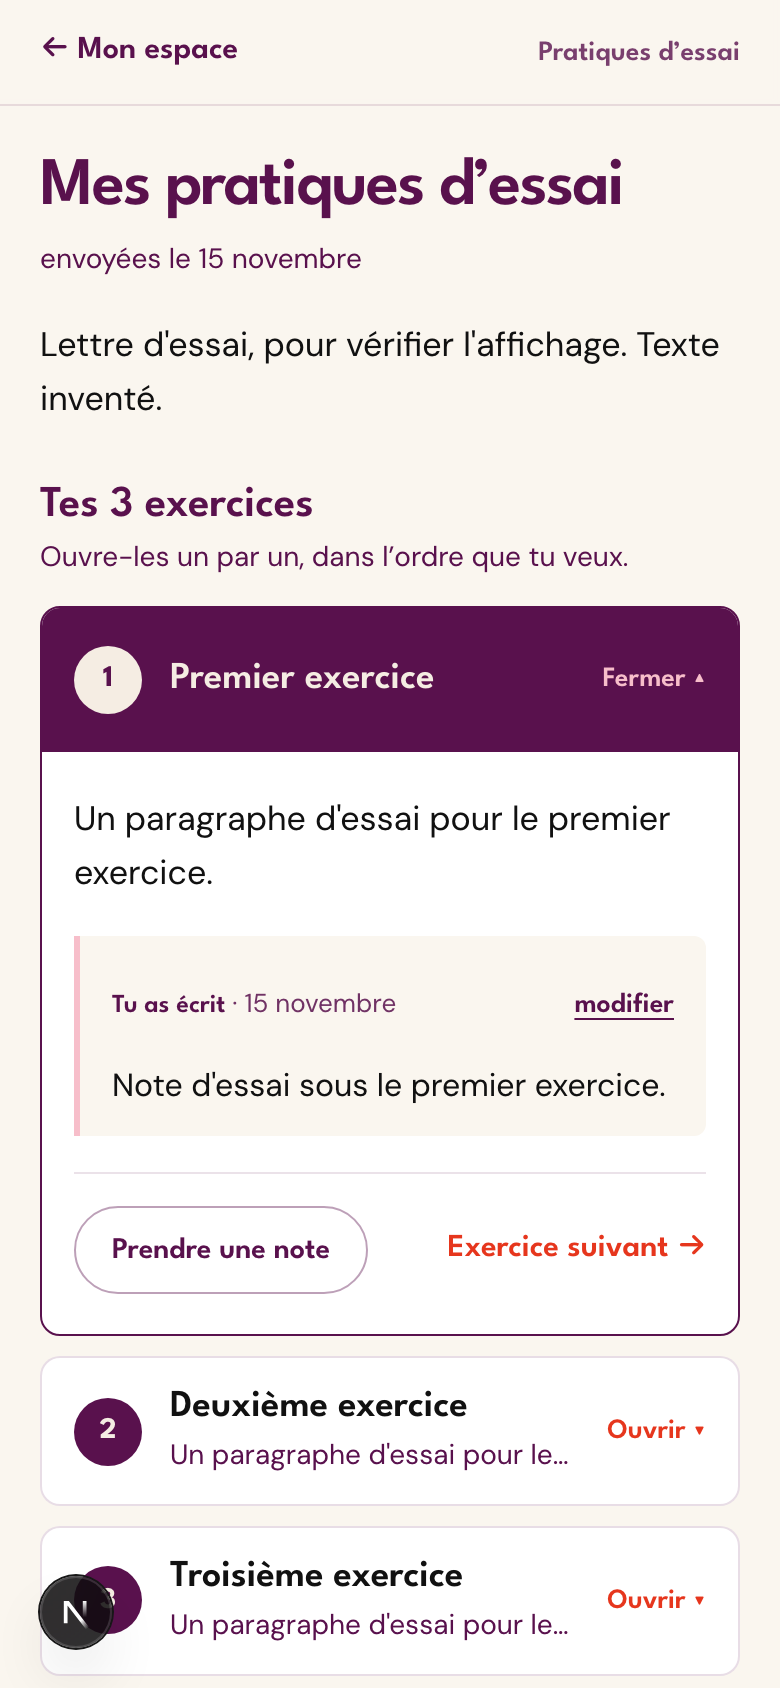 ← Mon espace
Pratiques d’essai
Mes pratiques d’essai
envoyées le 15 novembre
Lettre d'essai, pour vérifier l'affichage. Texte
inventé.
Tes 3 exercices
Ouvre-les un par un, dans l’ordre que tu veux.
1 Premier exercice Fermer ▴
Un paragraphe d'essai pour le premier
exercice.
Tu as écrit · 15 novembre modifier
Note d'essai sous le premier exercice.
Prendre une note Exercice suivant →
2 Deuxième exercice Ouvrir ▾
Un paragraphe d'essai pour le…
3 Troisième exercice Ouvrir ▾
Un paragraphe d'essai pour le…
N